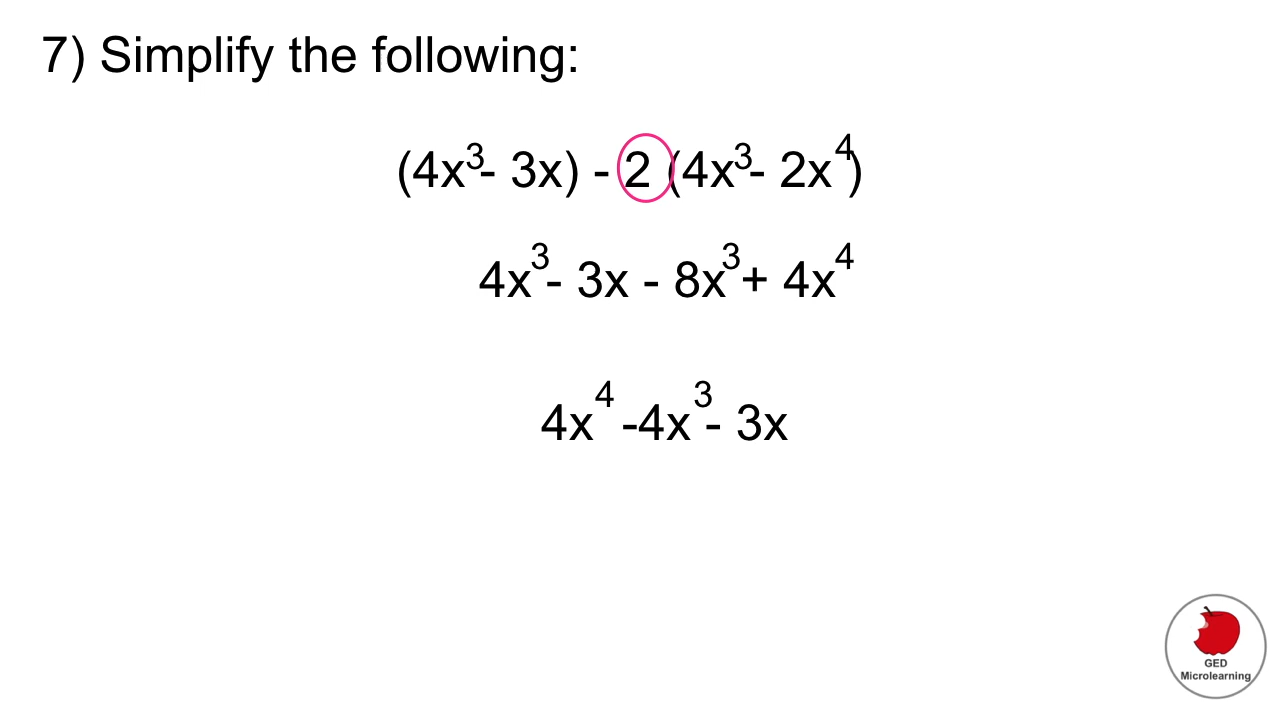 7) Simplify the following:
(4x³- 3x) - 2 (4x³- 2x⁴)
4x³- 3x - 8x³+ 4x⁴
4x⁴ -4x³- 3x
GED
Microlearning